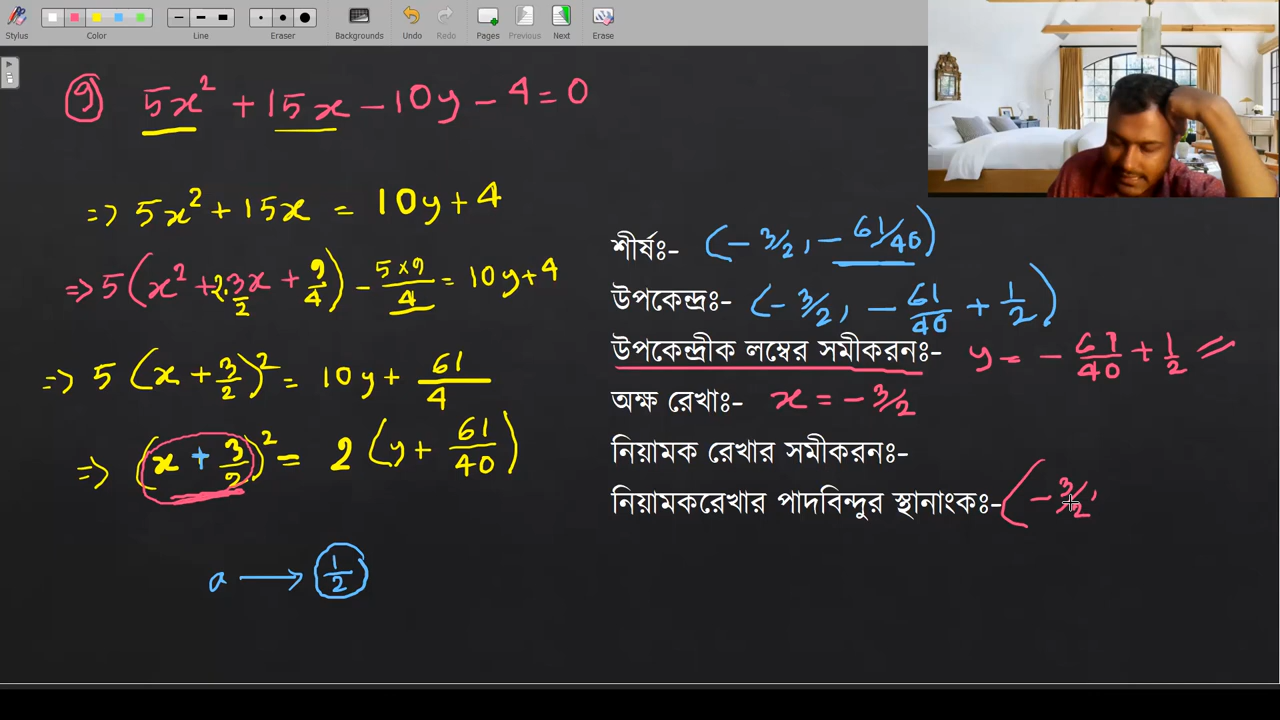 Stylus Color Line Eraser Backgrounds Undo Pages Previous Next Erase
9 5x² + 15x - 10y - 4 = 0
=> 5x² + 15x = 10y + 4
=> 5(x² + 2·3/2 x + 9/4) - 5×9/4 = 10y + 4
=> 5(x + 3/2)² = 10y + 61/4
=> (x + 3/2)² = 2(y + 61/40)
a → 1/2
শীর্ষঃ- (-3/2, -61/40)
উপকেন্দ্রঃ- (-3/2, -61/40 + 1/2)
উপকেন্দ্রীক লম্বের সমীকরনঃ- y = -61/40 + 1/2
অক্ষ রেখাঃ- x = -3/2
নিয়ামক রেখার সমীকরনঃ-
নিয়ামকরেখার পাদবিন্দুর স্থানাংকঃ- (-3/2,